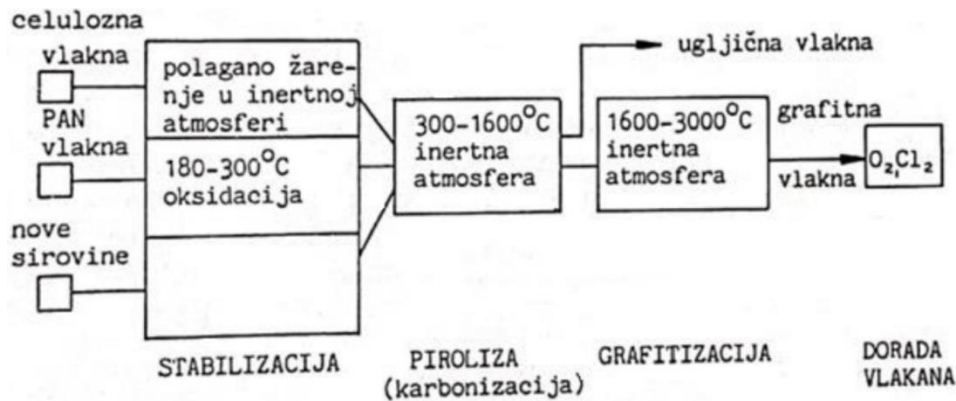 celulozna
vlakna
PAN
vlakna
nove
sirovine
polagano žare-
nje u inertnoj
atmosferi
180-300°C
oksidacija
STABILIZACIJA
300-1600°C
inertna
atmosfera
PIROLIZA
(karbonizacija)
ugljična vlakna
1600-3000°C
inertna
atmosfera
GRAFITIZACIJA
grafitna
vlakna
O₂,Cl₂
DORADA
VLAKANA